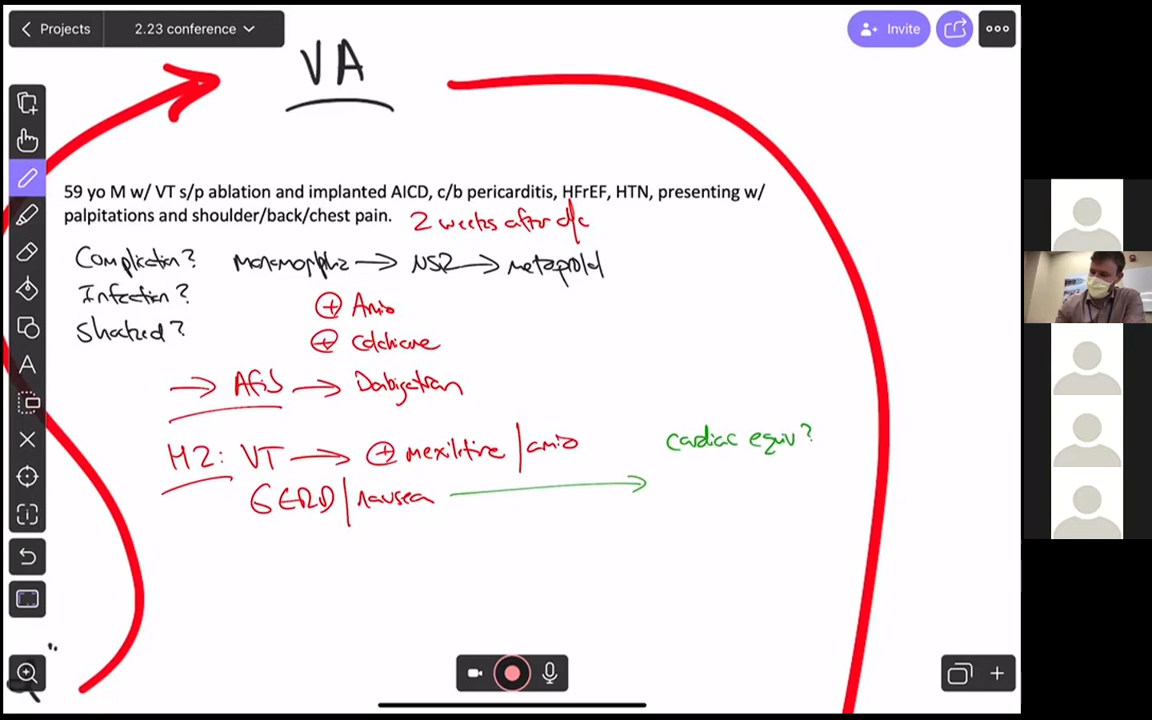 Projects
2.23 conference
Invite
VA
59 yo M w/ VT s/p ablation and implanted AICD, c/b pericarditis, HFrEF, HTN, presenting w/
palpitations and shoulder/back/chest pain. 2 weeks after d/c
Complication? → NSR → metoprolol
Infection?
Shocked?
+ Amio
+ Colchicine
→ Afib → Dabigatran
H2: VT → + mexilitine | amio
GERD | nausea →
cardiac equiv?
A